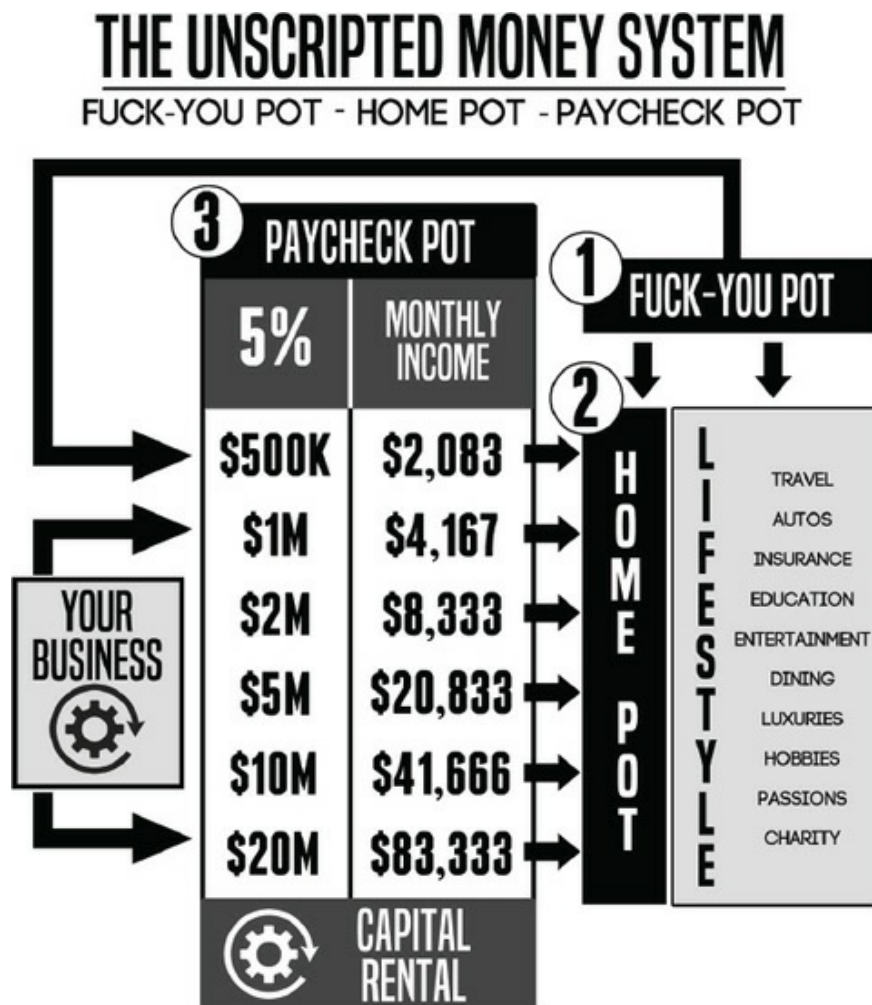 THE UNSCRIPTED MONEY SYSTEM
FUCK-YOU POT - HOME POT - PAYCHECK POT
3
PAYCHECK POT
5%
MONTHLY
INCOME
$500K $2,083
$1M $4,167
$2M $8,333
$5M $20,833
$10M $41,666
$20M $83,333
CAPITAL
RENTAL
YOUR
BUSINESS
1
FUCK-YOU POT
2
HOME POT
LIFESTYLE
TRAVEL
AUTOS
INSURANCE
EDUCATION
ENTERTAINMENT
DINING
LUXURIES
HOBBIES
PASSIONS
CHARITY